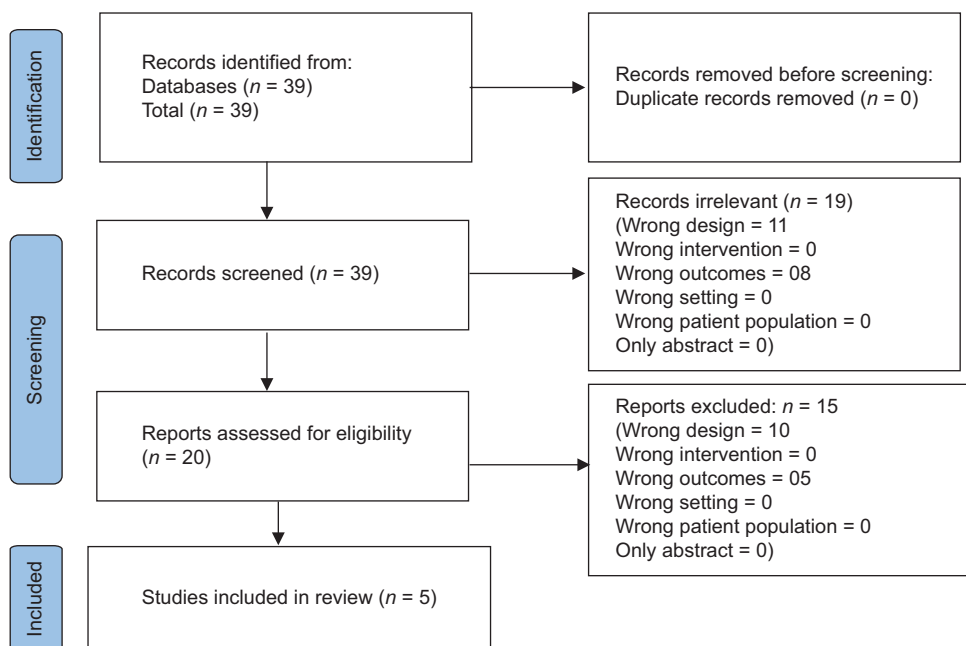 Identification
Records identified from:
Databases (n = 39)
Total (n = 39)
Records removed before screening:
Duplicate records removed (n = 0)
Screening
Records screened (n = 39)
Records irrelevant (n = 19)
(Wrong design = 11
Wrong intervention = 0
Wrong outcomes = 08
Wrong setting = 0
Wrong patient population = 0
Only abstract = 0)
Reports assessed for eligibility
(n = 20)
Reports excluded: n = 15
(Wrong design = 10
Wrong intervention = 0
Wrong outcomes = 05
Wrong setting = 0
Wrong patient population = 0
Only abstract = 0)
Included
Studies included in review (n = 5)